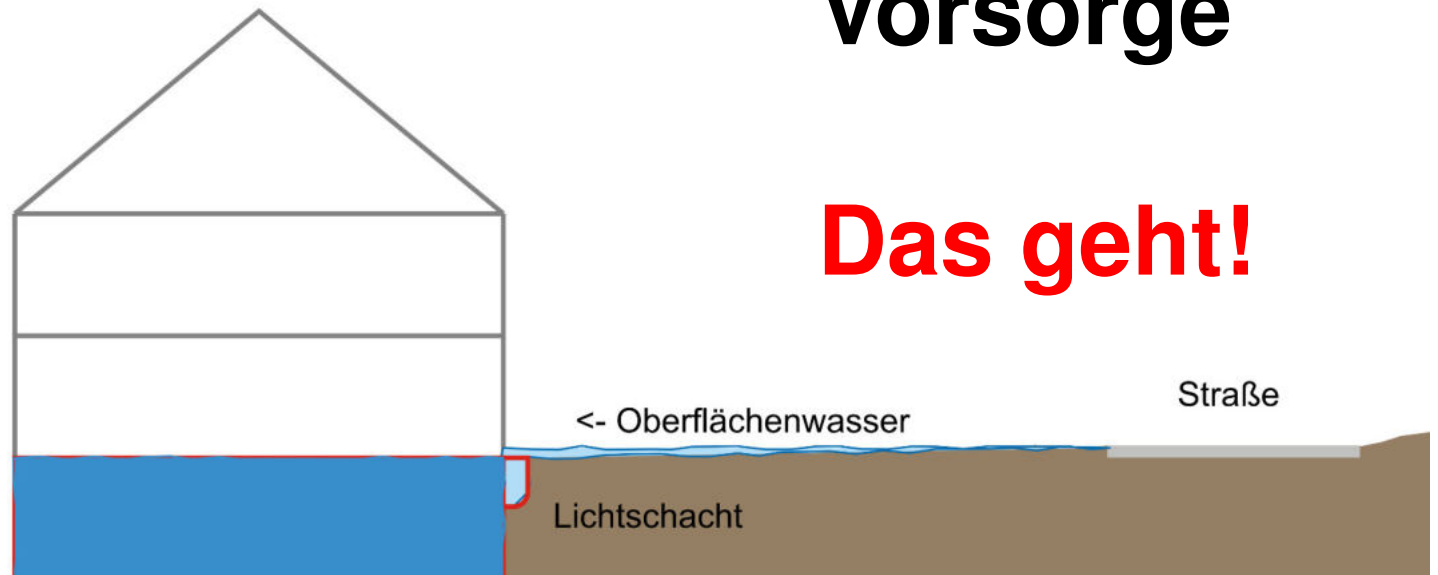 Vorsorge
Das geht!
Straße
<- Oberflächenwasser
Lichtschacht